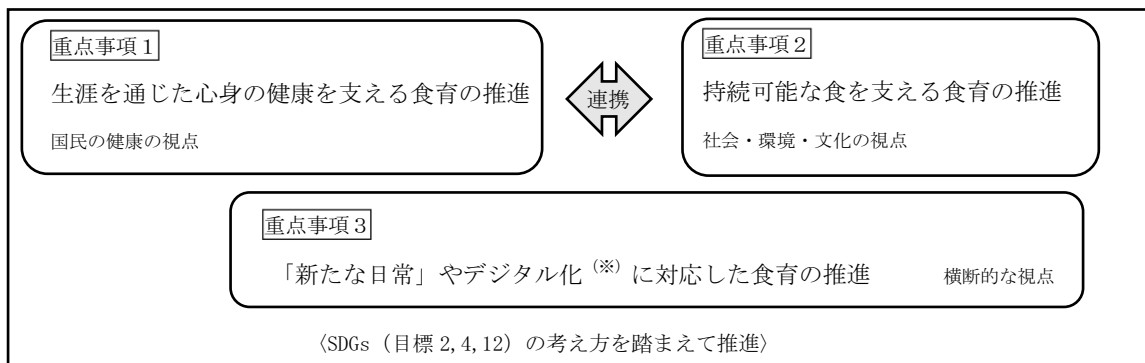 重点事項１
生涯を通じた心身の健康を支える食育の推進
国民の健康の視点
連携
重点事項２
持続可能な食を支える食育の推進
社会・環境・文化の視点
重点事項３
「新たな日常」やデジタル化(※)に対応した食育の推進 横断的な視点
〈SDGs（目標 2,4,12）の考え方を踏まえて推進〉